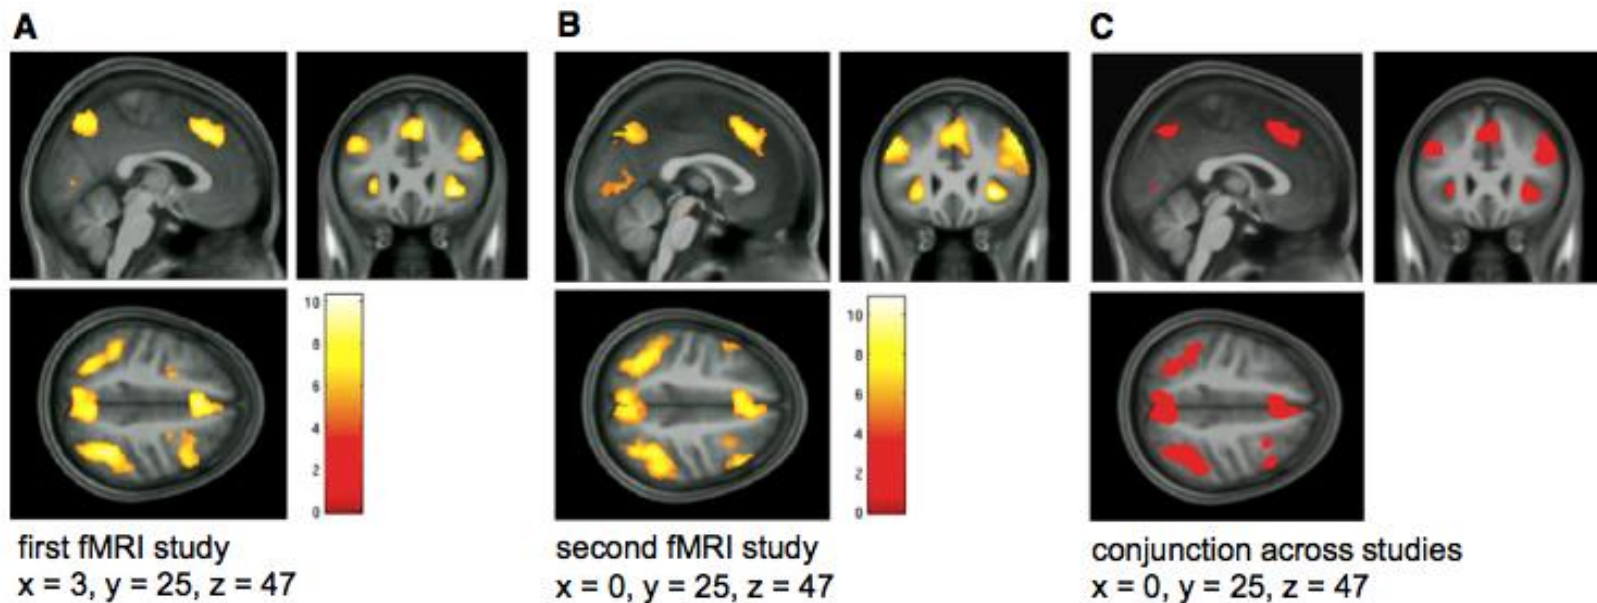 A
B
C
10
8
6
4
2
0
10
8
6
4
2
0
first fMRI study
x = 3, y = 25, z = 47
second fMRI study
x = 0, y = 25, z = 47
conjunction across studies
x = 0, y = 25, z = 47